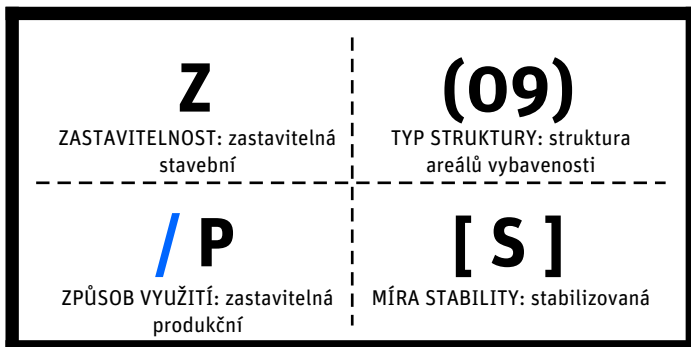 Z
ZASTAVITELNOST: zastavitelná
stavební
(09)
TYP STRUKTURY: struktura
areálů vybavenosti
/ P
ZPŮSOB VYUŽITÍ: zastavitelná
produkční
[ S ]
MÍRA STABILITY: stabilizovaná